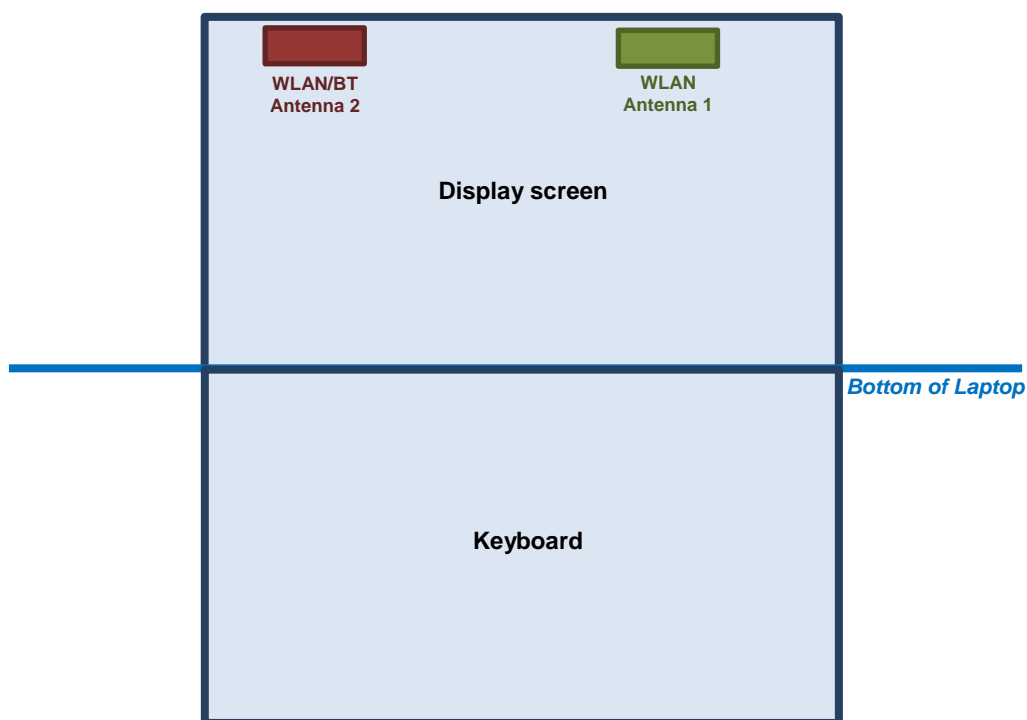 WLAN/BT
Antenna 2
WLAN
Antenna 1
Display screen
Bottom of Laptop
Keyboard